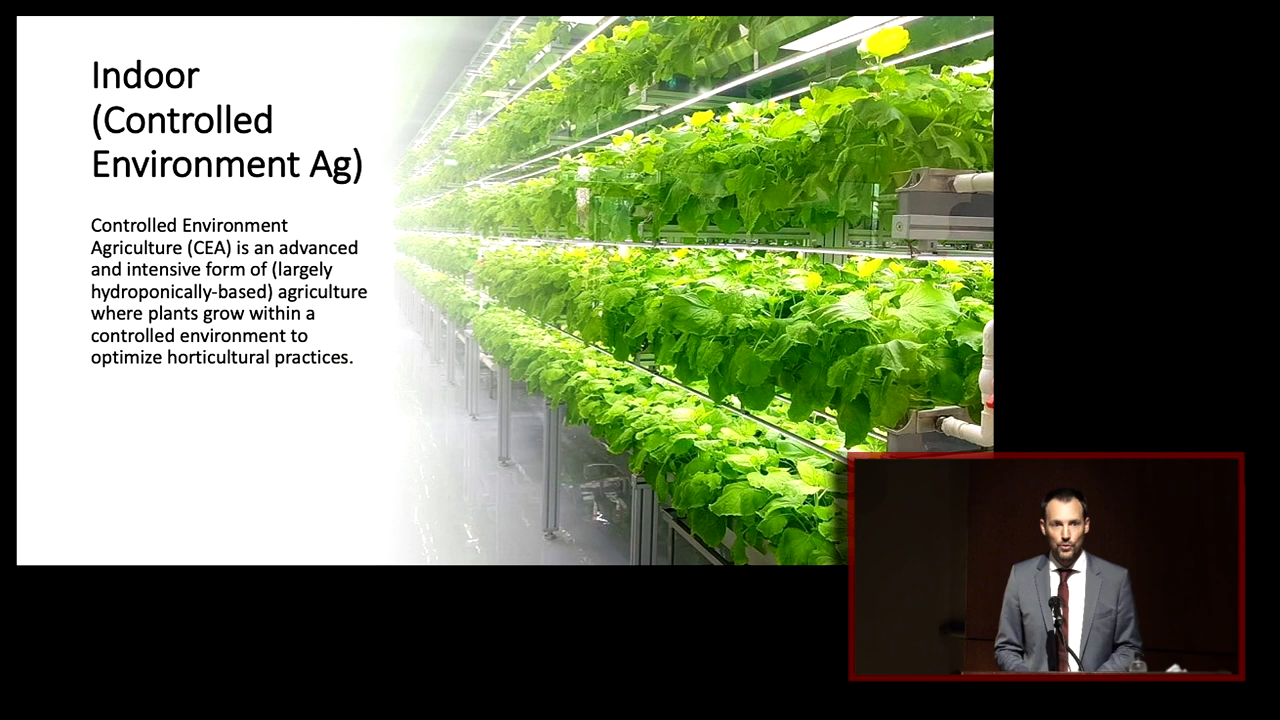 Indoor
(Controlled
Environment Ag)
Controlled Environment
Agriculture (CEA) is an advanced
and intensive form of (largely
hydroponically-based) agriculture
where plants grow within a
controlled environment to
optimize horticultural practices.